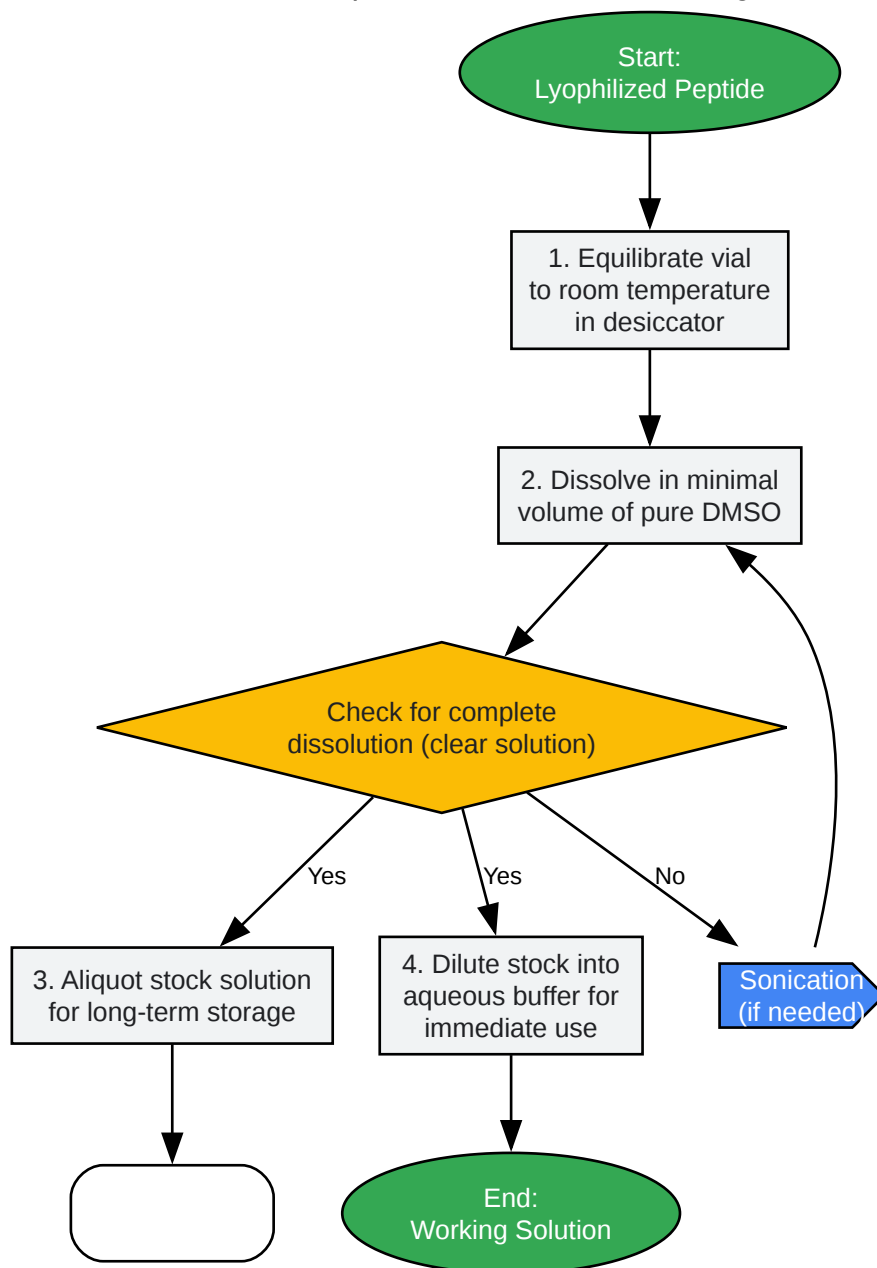 Start:
Lyophilized Peptide
1. Equilibrate vial
to room temperature
in desiccator
2. Dissolve in minimal
volume of pure DMSO
Check for complete
dissolution (clear solution)
Yes
Yes
No
3. Aliquot stock solution
for long-term storage
4. Dilute stock into
aqueous buffer for
immediate use
Sonication
(if needed)
End:
Working Solution